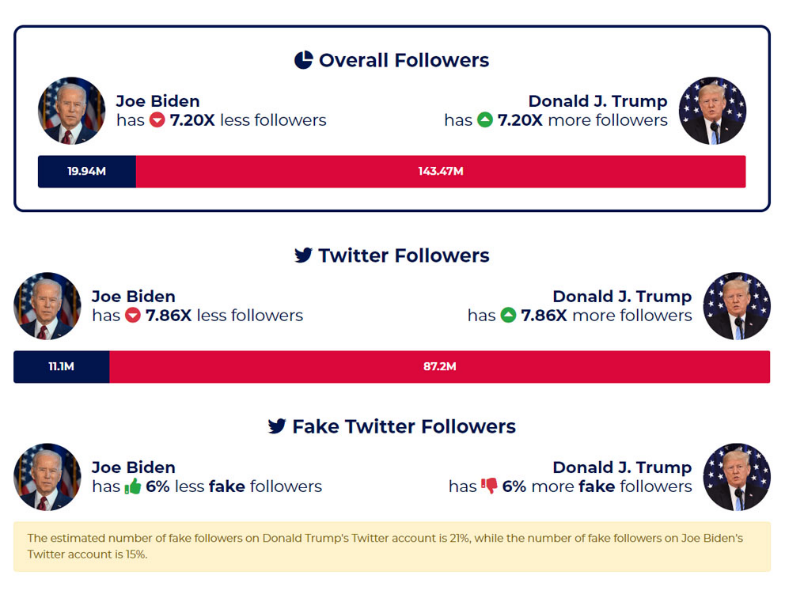 Overall Followers
Joe Biden
has 7.20X less followers
Donald J. Trump
has 7.20X more followers
19.94M
143.47M
Twitter Followers
Joe Biden
has 7.86X less followers
Donald J. Trump
has 7.86X more followers
11.1M
87.2M
Fake Twitter Followers
Joe Biden
has 6% less fake followers
Donald J. Trump
has 6% more fake followers
The estimated number of fake followers on Donald Trump's Twitter account is 21%, while the number of fake followers on Joe Biden's
Twitter account is 15%.